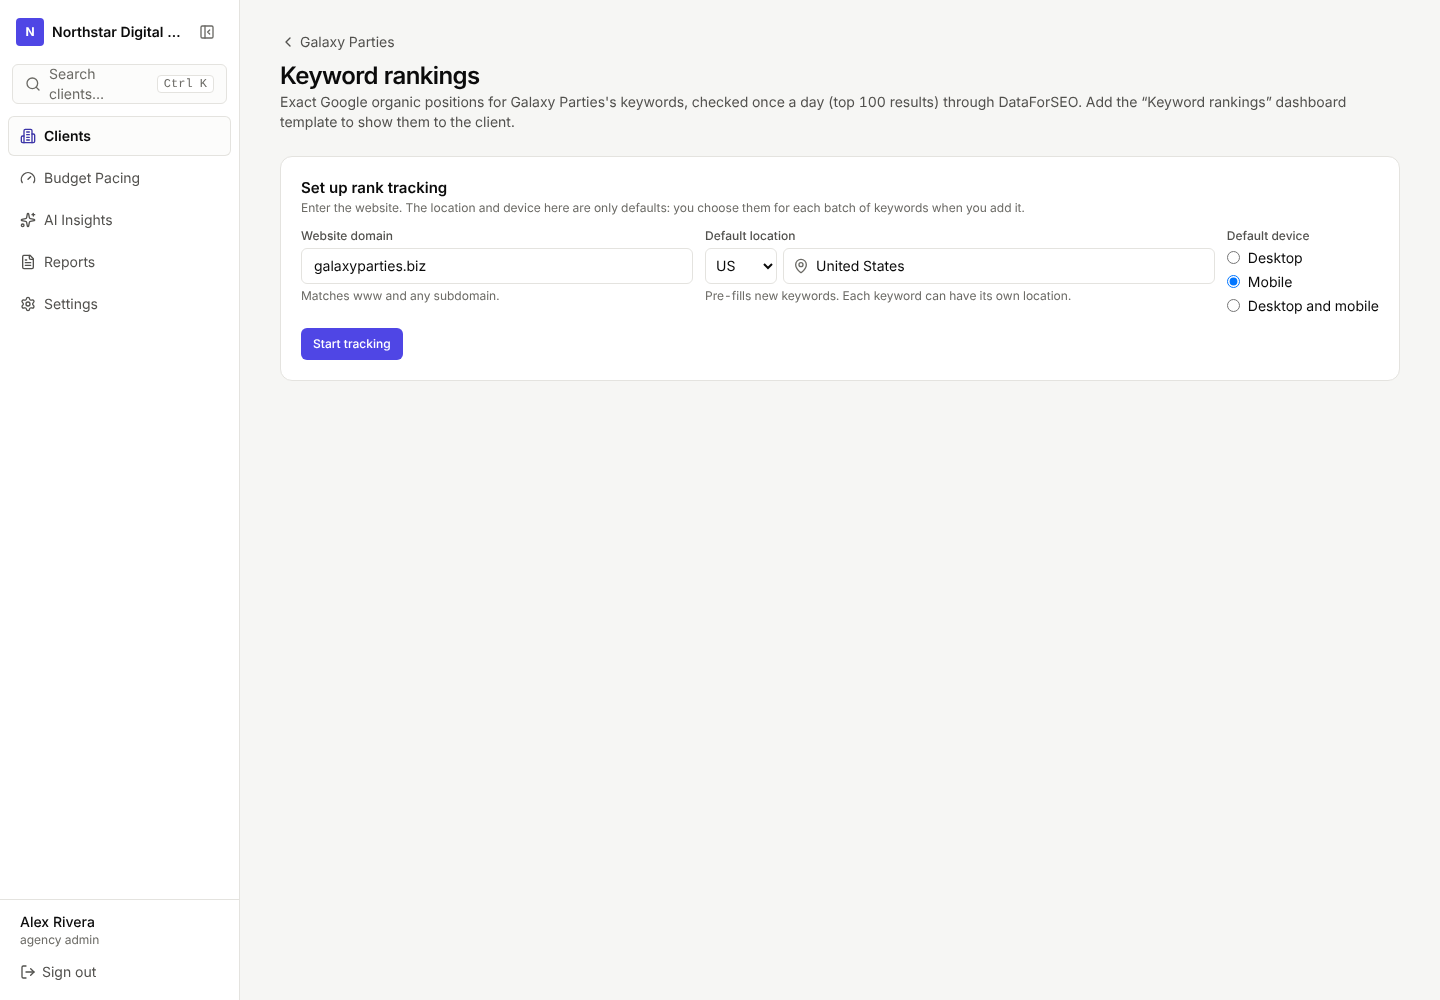 N
Northstar Digital ...
Search clients...
Ctrl K
Clients
Budget Pacing
AI Insights
Reports
Settings
Alex Rivera
agency admin
Sign out
Galaxy Parties
Keyword rankings
Exact Google organic positions for Galaxy Parties's keywords, checked once a day (top 100 results) through DataForSEO. Add the “Keyword rankings” dashboard
template to show them to the client.
Set up rank tracking
Enter the website. The location and device here are only defaults: you choose them for each batch of keywords when you add it.
Website domain
galaxyparties.biz
Matches www and any subdomain.
Default location
US
United States
Pre-fills new keywords. Each keyword can have its own location.
Default device
Desktop
Mobile
Desktop and mobile
Start tracking